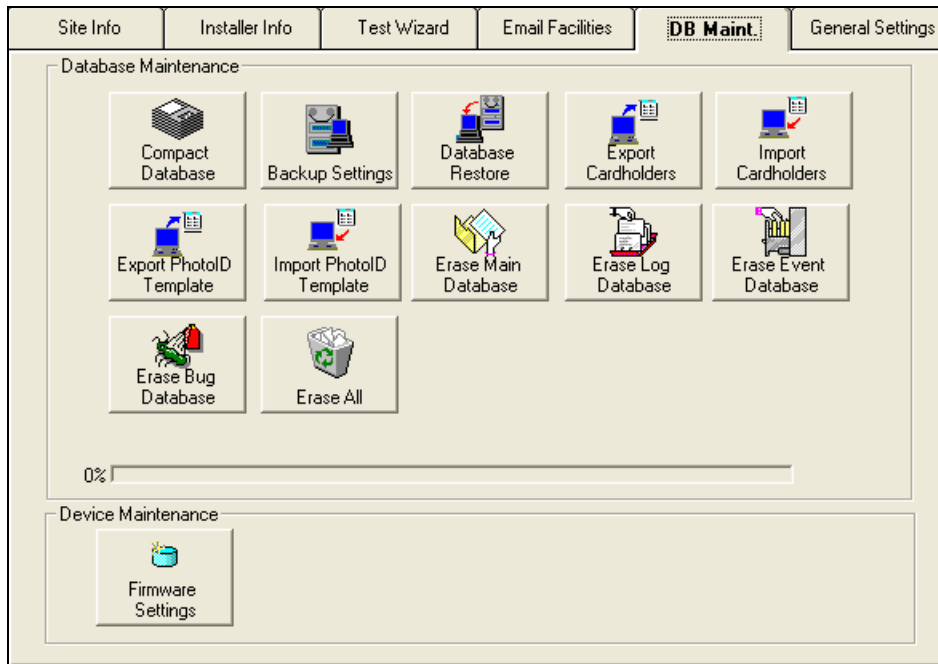 Site Info
Installer Info
Test Wizard
Email Facilities
DB Maint.
General Settings
Database Maintenance
Compact
Database
Backup Settings
Database
Restore
Export
Cardholders
Import
Cardholders
Export PhotoID
Template
Import PhotoID
Template
Erase Main
Database
Erase Log
Database
Erase Event
Database
Erase Bug
Database
Erase All
0%
Device Maintenance
Firmware
Settings